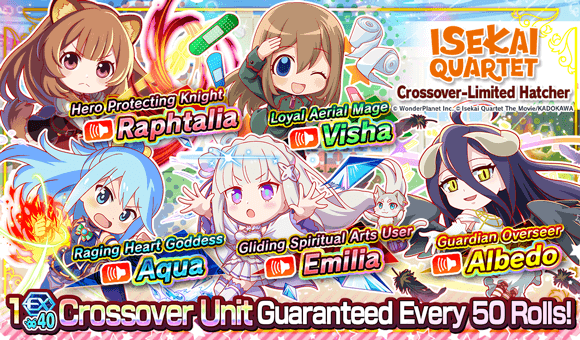 ISEKAI
QUARTET
Crossover-Limited Hatcher
© WonderPlanet Inc. © Isekai Quartet The Movie/KADOKAWA
Hero Protecting Knight
Raphtalia
Loyal Aerial Mage
Visha
Raging Heart Goddess
Aqua
Gliding Spiritual Arts User
Emilia
Guardian Overseer
Albedo
1 EX 40 Crossover Unit Guaranteed Every 50 Rolls!